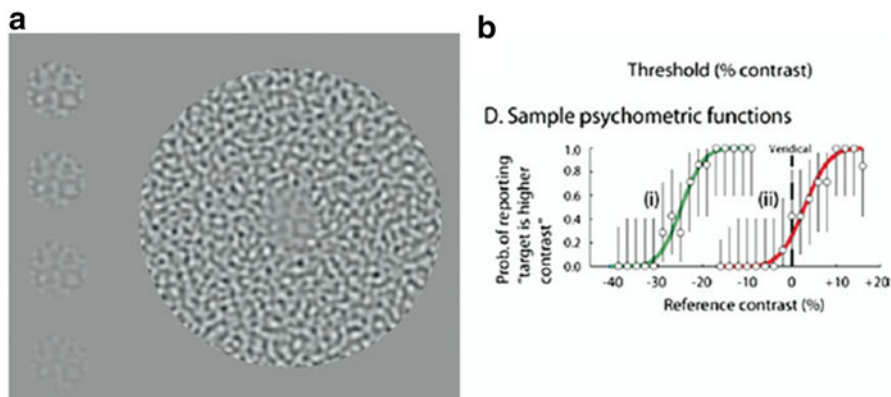 a
b
Threshold (% contrast)
D. Sample psychometric functions
Prob. of reporting
"target is higher
contrast"
1.0
0.8
0.6
0.4
0.2
0.0
Veridical
(i)
(ii)
-40 -30 -20 -10 0 +10 +20
Reference contrast (%)